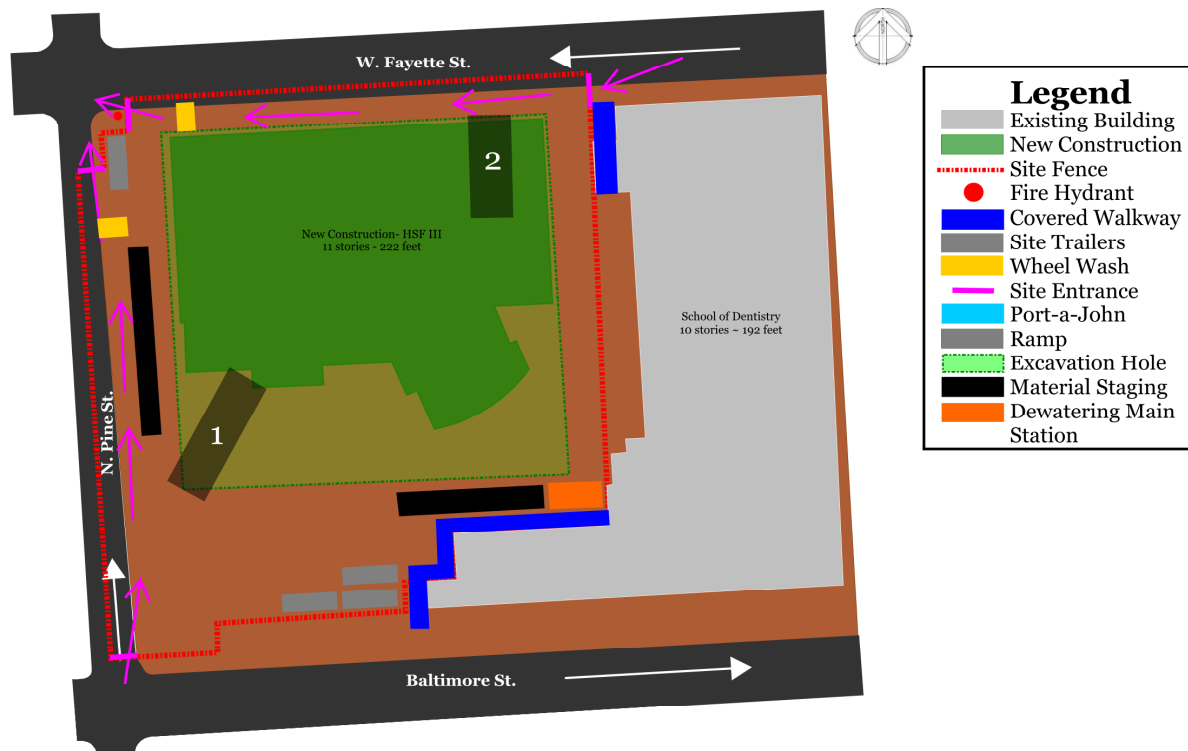 W. Fayette St.
NORTH
Legend
Existing Building
New Construction
Site Fence
Fire Hydrant
Covered Walkway
Site Trailers
Wheel Wash
Site Entrance
Port-a-John
Ramp
Excavation Hole
Material Staging
Dewatering Main
Station
2
New Construction- HSF III
11 stories - 222 feet
School of Dentistry
10 stories ~ 192 feet
N. Pine St.
1
Baltimore St.